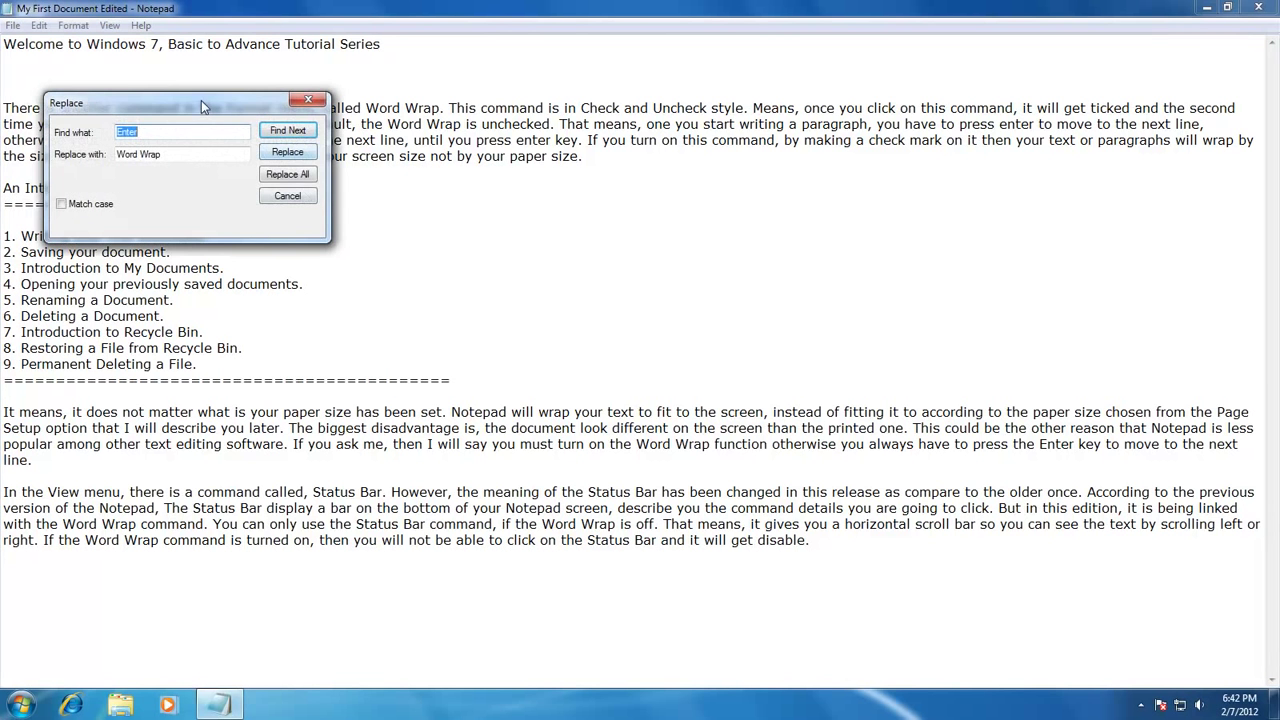 My First Document Edited - Notepad
File Edit Format View Help
Welcome to Windows 7, Basic to Advance Tutorial Series
Replace
Find what: Enter Find Next
Replace with: Word Wrap Replace
Replace All
Cancel
Match case
There called Word Wrap. This command is in Check and Uncheck style. Means, once you click on this command, it will get ticked and the second
time the Word Wrap is unchecked. That means, one you start writing a paragraph, you have to press enter to move to the next line,
next line, until you press enter key. If you turn on this command, by making a check mark on it then your text or paragraphs will wrap by
the screen size not by your paper size.
An
1.
2. Saving your document.
3. Introduction to My Documents.
4. Opening your previously saved documents.
5. Renaming a Document.
6. Deleting a Document.
7. Introduction to Recycle Bin.
8. Restoring a File from Recycle Bin.
9. Permanent Deleting a File.
===========================================
It means, it does not matter what is your paper size has been set. Notepad will wrap your text to fit to the screen, instead of fitting it to according to the paper size chosen from the Page
Setup option that I will describe you later. The biggest disadvantage is, the document look different on the screen than the printed one. This could be the other reason that Notepad is less
popular among other text editing software. If you ask me, then I will say you must turn on the Word Wrap function otherwise you always have to press the Enter key to move to the next
line.
In the View menu, there is a command called, Status Bar. However, the meaning of the Status Bar has been changed in this release as compare to the older once. According to the previous
version of the Notepad, The Status Bar display a bar on the bottom of your Notepad screen, describe you the command details you are going to click. But in this edition, it is being linked
with the Word Wrap command. You can only use the Status Bar command, if the Word Wrap is off. That means, it gives you a horizontal scroll bar so you can see the text by scrolling left or
right. If the Word Wrap command is turned on, then you will not be able to click on the Status Bar and it will get disable.
6:42 PM
2/7/2012